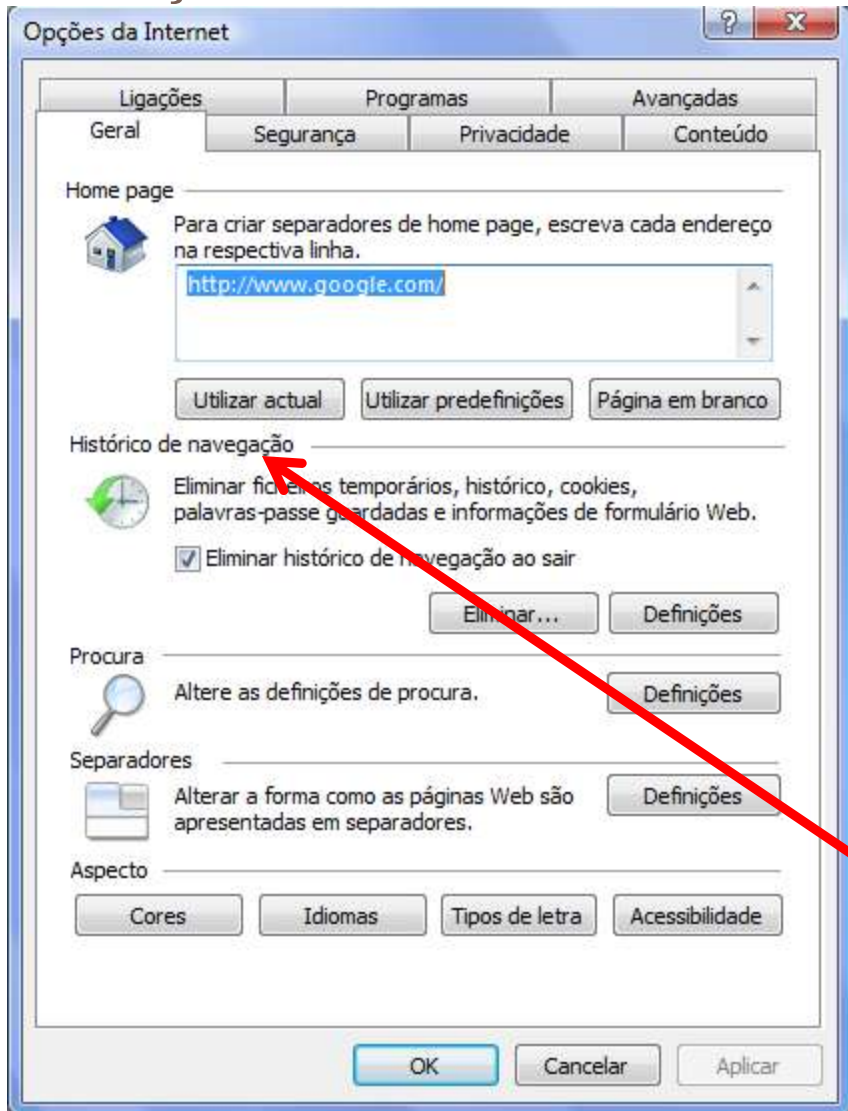 Opções da Internet
Ligações Programas Avançadas
Geral Segurança Privacidade Conteúdo
Home page
Para criar separadores de home page, escreva cada endereço
na respectiva linha.
http://www.google.com/
Utilizar actual Utilizar predefinições Página em branco
Histórico de navegação
Eliminar ficheiros temporários, histórico, cookies,
palavras-passe guardadas e informações de formulário Web.
Eliminar histórico de navegação ao sair
Eliminar... Definições
Procura
Altere as definições de procura. Definições
Separadores
Alterar a forma como as páginas Web são
apresentadas em separadores. Definições
Aspecto
Cores Idiomas Tipos de letra Acessibilidade
OK Cancelar Aplicar